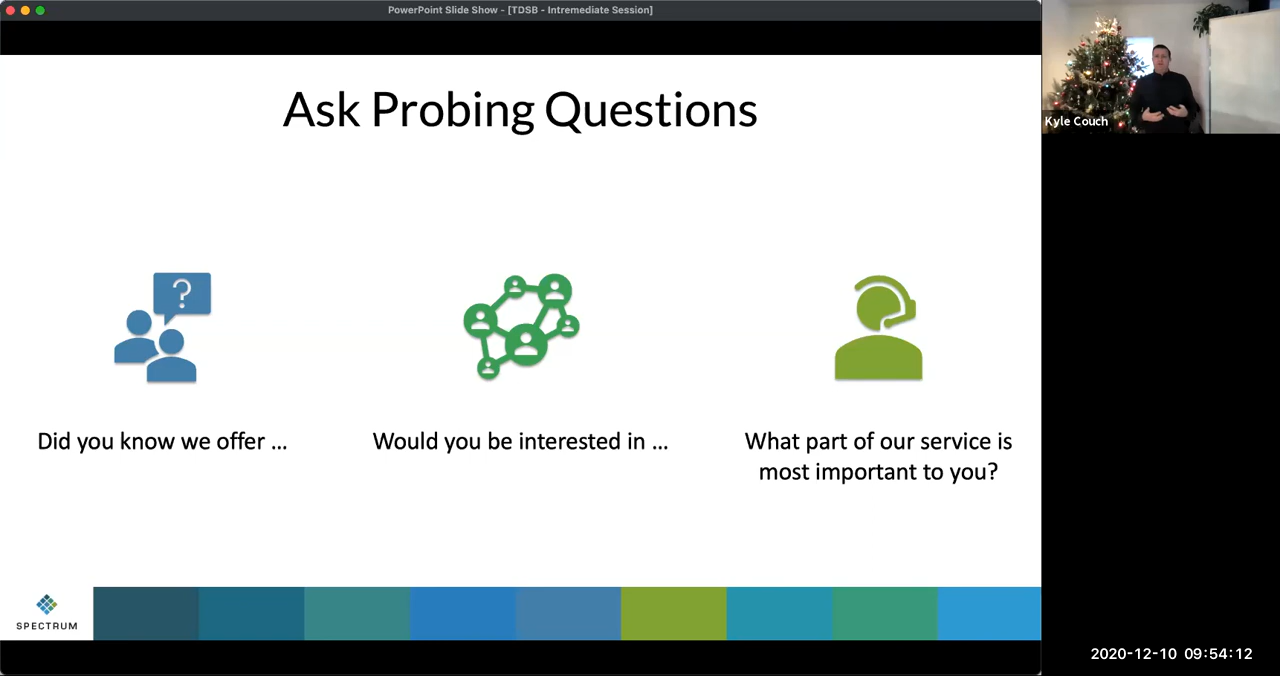 PowerPoint Slide Show - [TDSB - Intremediate Session]
Ask Probing Questions
?
Did you know we offer ...
Would you be interested in ...
What part of our service is
most important to you?
SPECTRUM
Kyle Couch
2020-12-10 09:54:12